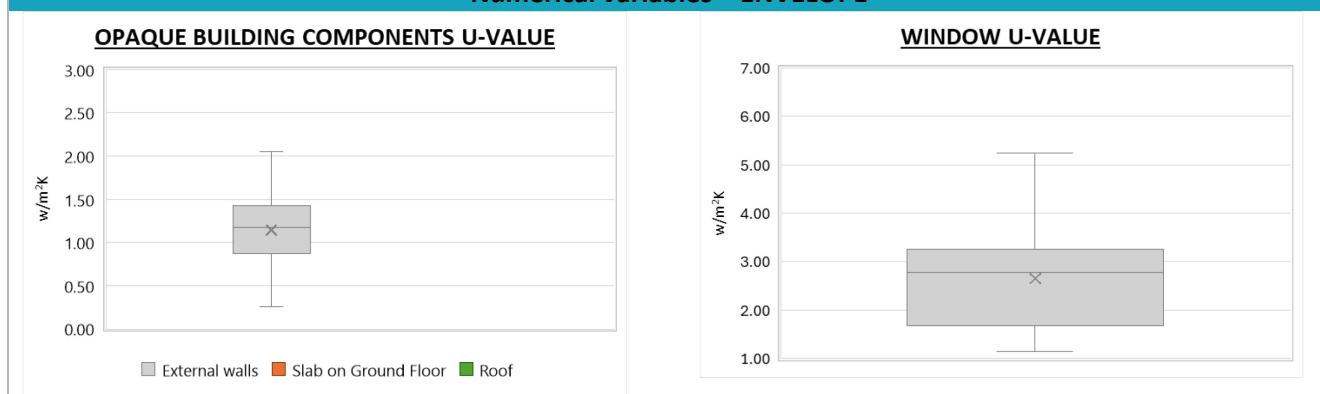 OPAQUE BUILDING COMPONENTS U-VALUE
3.00
2.50
2.00
1.50
1.00
0.50
0.00
w/m²K
External walls Slab on Ground Floor Roof
WINDOW U-VALUE
7.00
6.00
5.00
4.00
3.00
2.00
1.00
w/m²K